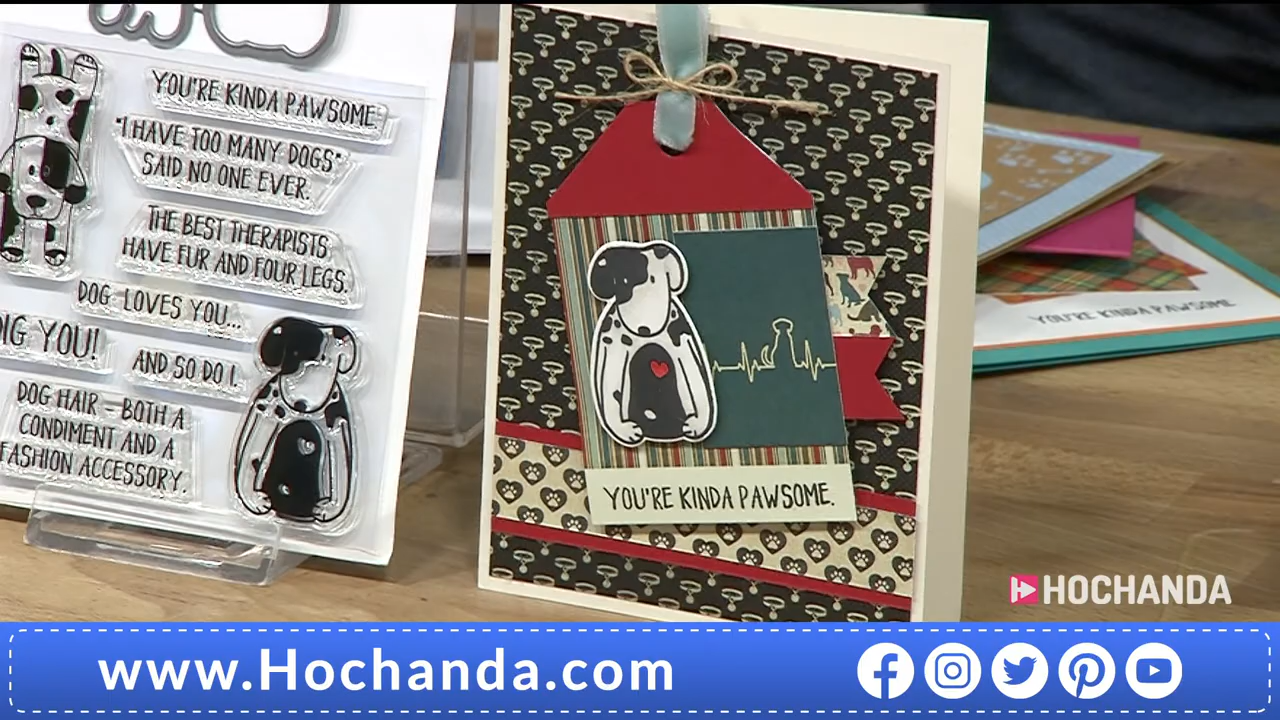 YOU'RE KINDA PAWSOME.
"I HAVE TOO MANY DOGS"
SAID NO ONE EVER.
THE BEST THERAPISTS
HAVE FUR AND FOUR LEGS.
DOG LOVES YOU...
DIG YOU!
AND SO DO I.
DOG HAIR - BOTH A
CONDIMENT AND A
FASHION ACCESSORY.
YOU'RE KINDA PAWSOME.
YOU'RE KINDA PAWSOME
HOCHANDA
www.Hochanda.com